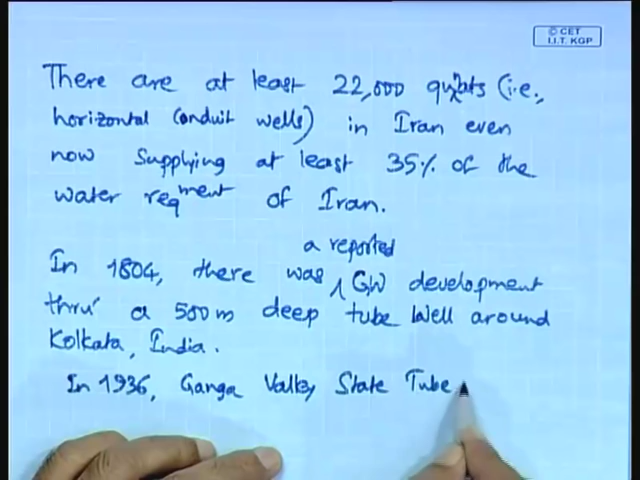 © CET
I.I.T. KGP
There are at least 22,000 (i.e.,
horizontal conduit wells) in Iran even
now supplying at least 35% of the
water reqment of Iran.
a reported
In 1804, there was ∧ GW development
thru' a 500m deep tube well around
Kolkata, India.
In 1936, Ganga Valley State Tube